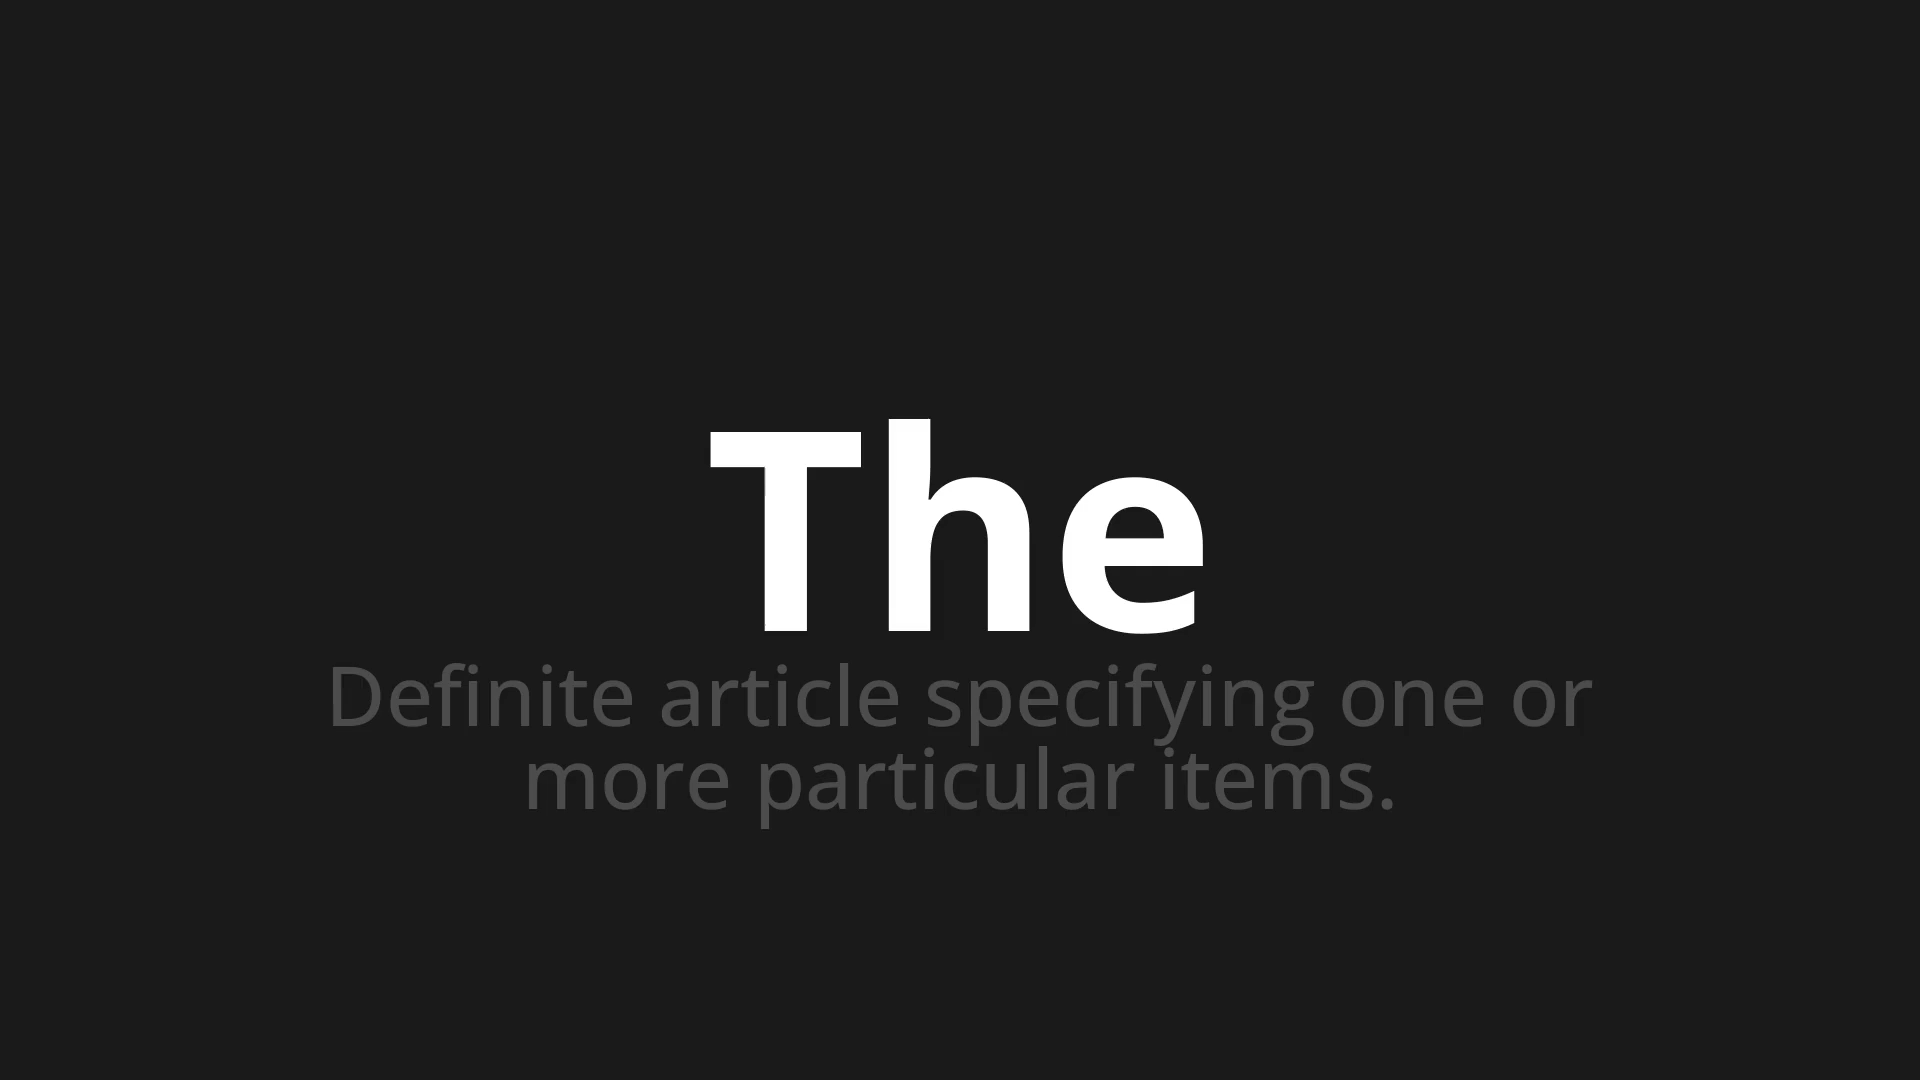 The
Definite article specifying one or
more particular items.